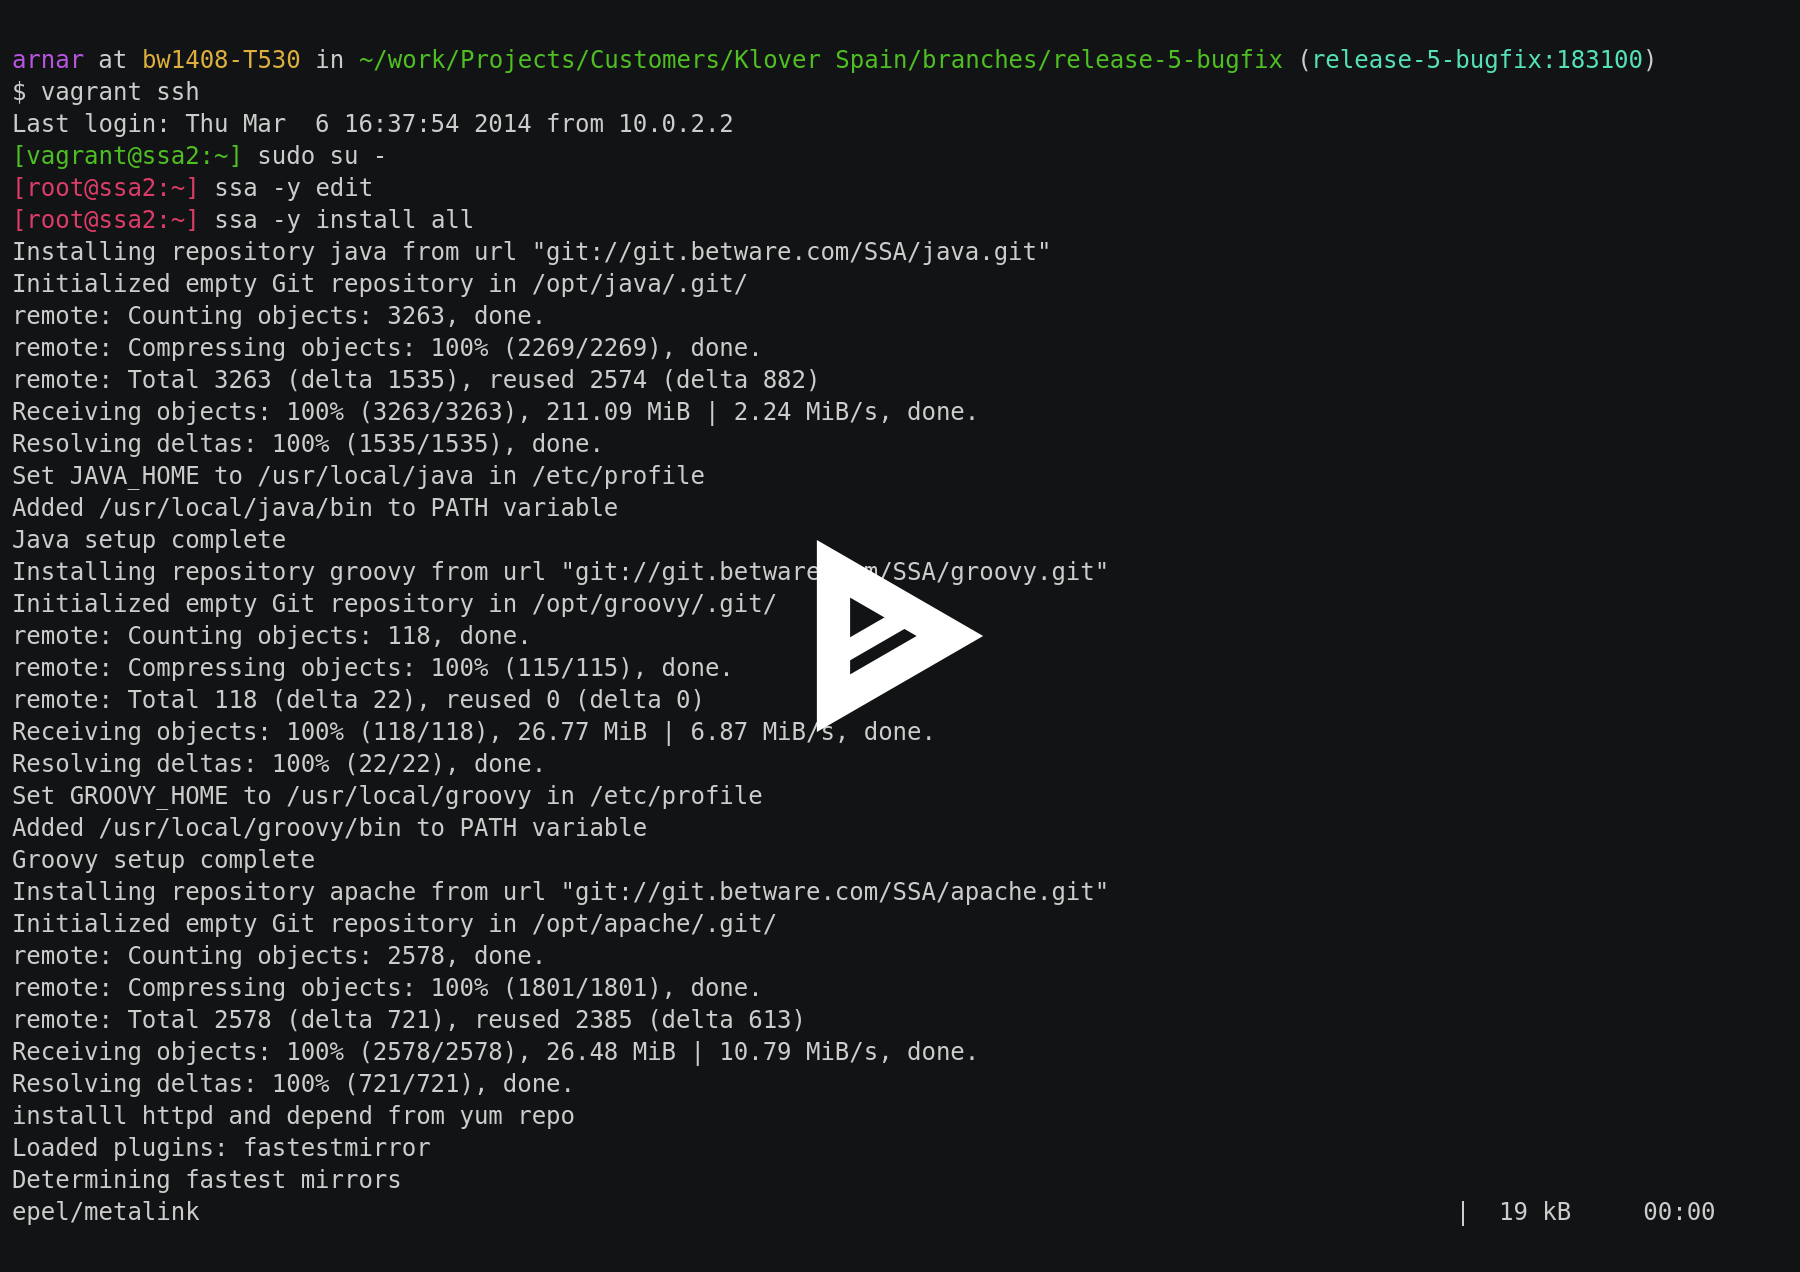 arnar at bw1408-T530 in ~/work/Projects/Customers/Klover Spain/branches/release-5-bugfix (release-5-bugfix:183100)
$ vagrant ssh
Last login: Thu Mar  6 16:37:54 2014 from 10.0.2.2
[vagrant@ssa2:~] sudo su -
[root@ssa2:~] ssa -y edit
[root@ssa2:~] ssa -y install all
Installing repository java from url "git://git.betware.com/SSA/java.git"
Initialized empty Git repository in /opt/java/.git/
remote: Counting objects: 3263, done.
remote: Compressing objects: 100% (2269/2269), done.
remote: Total 3263 (delta 1535), reused 2574 (delta 882)
Receiving objects: 100% (3263/3263), 211.09 MiB | 2.24 MiB/s, done.
Resolving deltas: 100% (1535/1535), done.
Set JAVA_HOME to /usr/local/java in /etc/profile
Added /usr/local/java/bin to PATH variable
Java setup complete
Installing repository groovy from url "git://git.betware.com/SSA/groovy.git"
Initialized empty Git repository in /opt/groovy/.git/
remote: Counting objects: 118, done.
remote: Compressing objects: 100% (115/115), done.
remote: Total 118 (delta 22), reused 0 (delta 0)
Receiving objects: 100% (118/118), 26.77 MiB | 6.87 MiB/s, done.
Resolving deltas: 100% (22/22), done.
Set GROOVY_HOME to /usr/local/groovy in /etc/profile
Added /usr/local/groovy/bin to PATH variable
Groovy setup complete
Installing repository apache from url "git://git.betware.com/SSA/apache.git"
Initialized empty Git repository in /opt/apache/.git/
remote: Counting objects: 2578, done.
remote: Compressing objects: 100% (1801/1801), done.
remote: Total 2578 (delta 721), reused 2385 (delta 613)
Receiving objects: 100% (2578/2578), 26.48 MiB | 10.79 MiB/s, done.
Resolving deltas: 100% (721/721), done.
installl httpd and depend from yum repo
Loaded plugins: fastestmirror
Determining fastest mirrors
epel/metalink | 19 kB 00:00